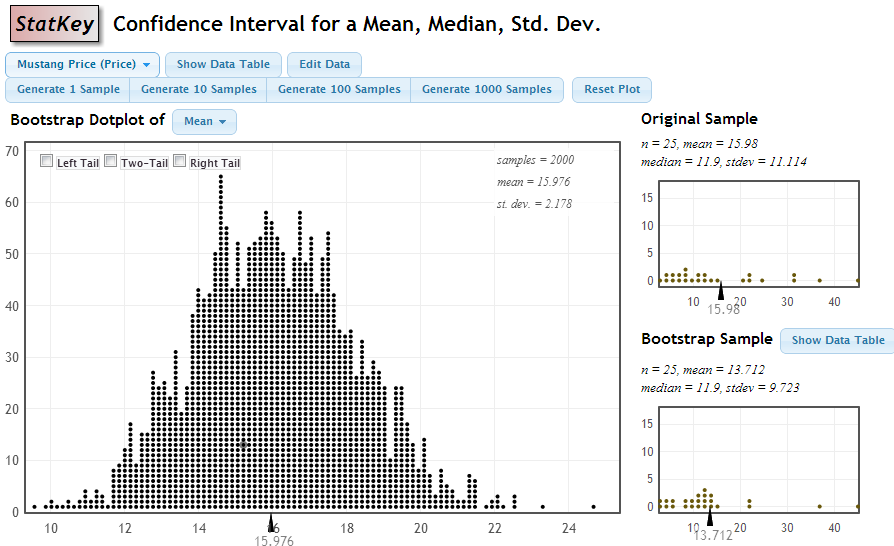 StatKey Confidence Interval for a Mean, Median, Std. Dev.
Mustang Price (Price) Show Data Table Edit Data
Generate 1 Sample Generate 10 Samples Generate 100 Samples Generate 1000 Samples Reset Plot
Bootstrap Dotplot of Mean
Left Tail Two-Tail Right Tail
samples = 2000
mean = 15.976
st. dev. = 2.178
70
60
50
40
30
20
10
0
10 12 14 16 18 20 22 24
15.976
Original Sample
n = 25, mean = 15.98
median = 11.9, stdev = 11.114
15
10
5
0
10 20 30 40
15.98
Bootstrap Sample Show Data Table
n = 25, mean = 13.712
median = 11.9, stdev = 9.723
15
10
5
0
10 20 30 40
13.712